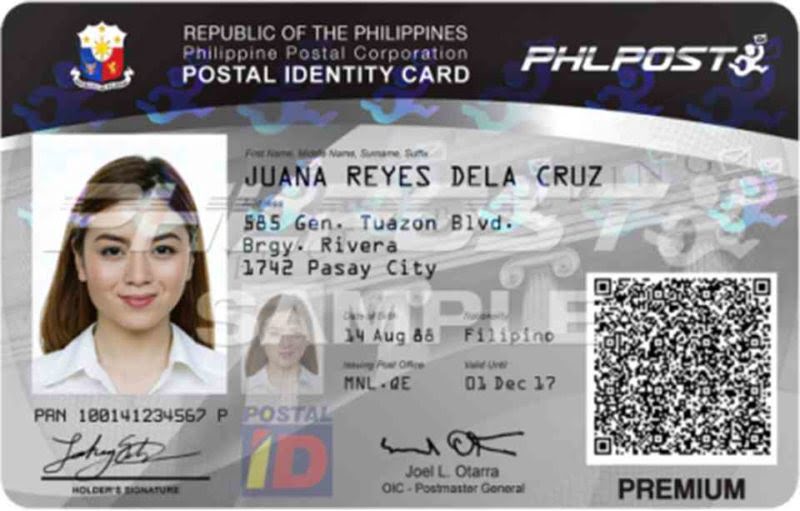 REPUBLIC OF THE PHILIPPINES
Philippine Postal Corporation
POSTAL IDENTITY CARD
PHLPOST
First Name, Middle Name, Surname, Suffix
JUANA REYES DELA CRUZ
Address
585 Gen. Tuazon Blvd.
Brgy. Rivera
1742 Pasay City
PHLPOST
SAMPLE
Date of Birth Nationality
14 Aug 88 Filipino
Issuing Post Office Valid Until
MNL.QE 01 Dec 17
PRN 100141234567 P
POSTAL
iD
HOLDER'S SIGNATURE
Joel L. Otarra
OIC - Postmaster General
PREMIUM